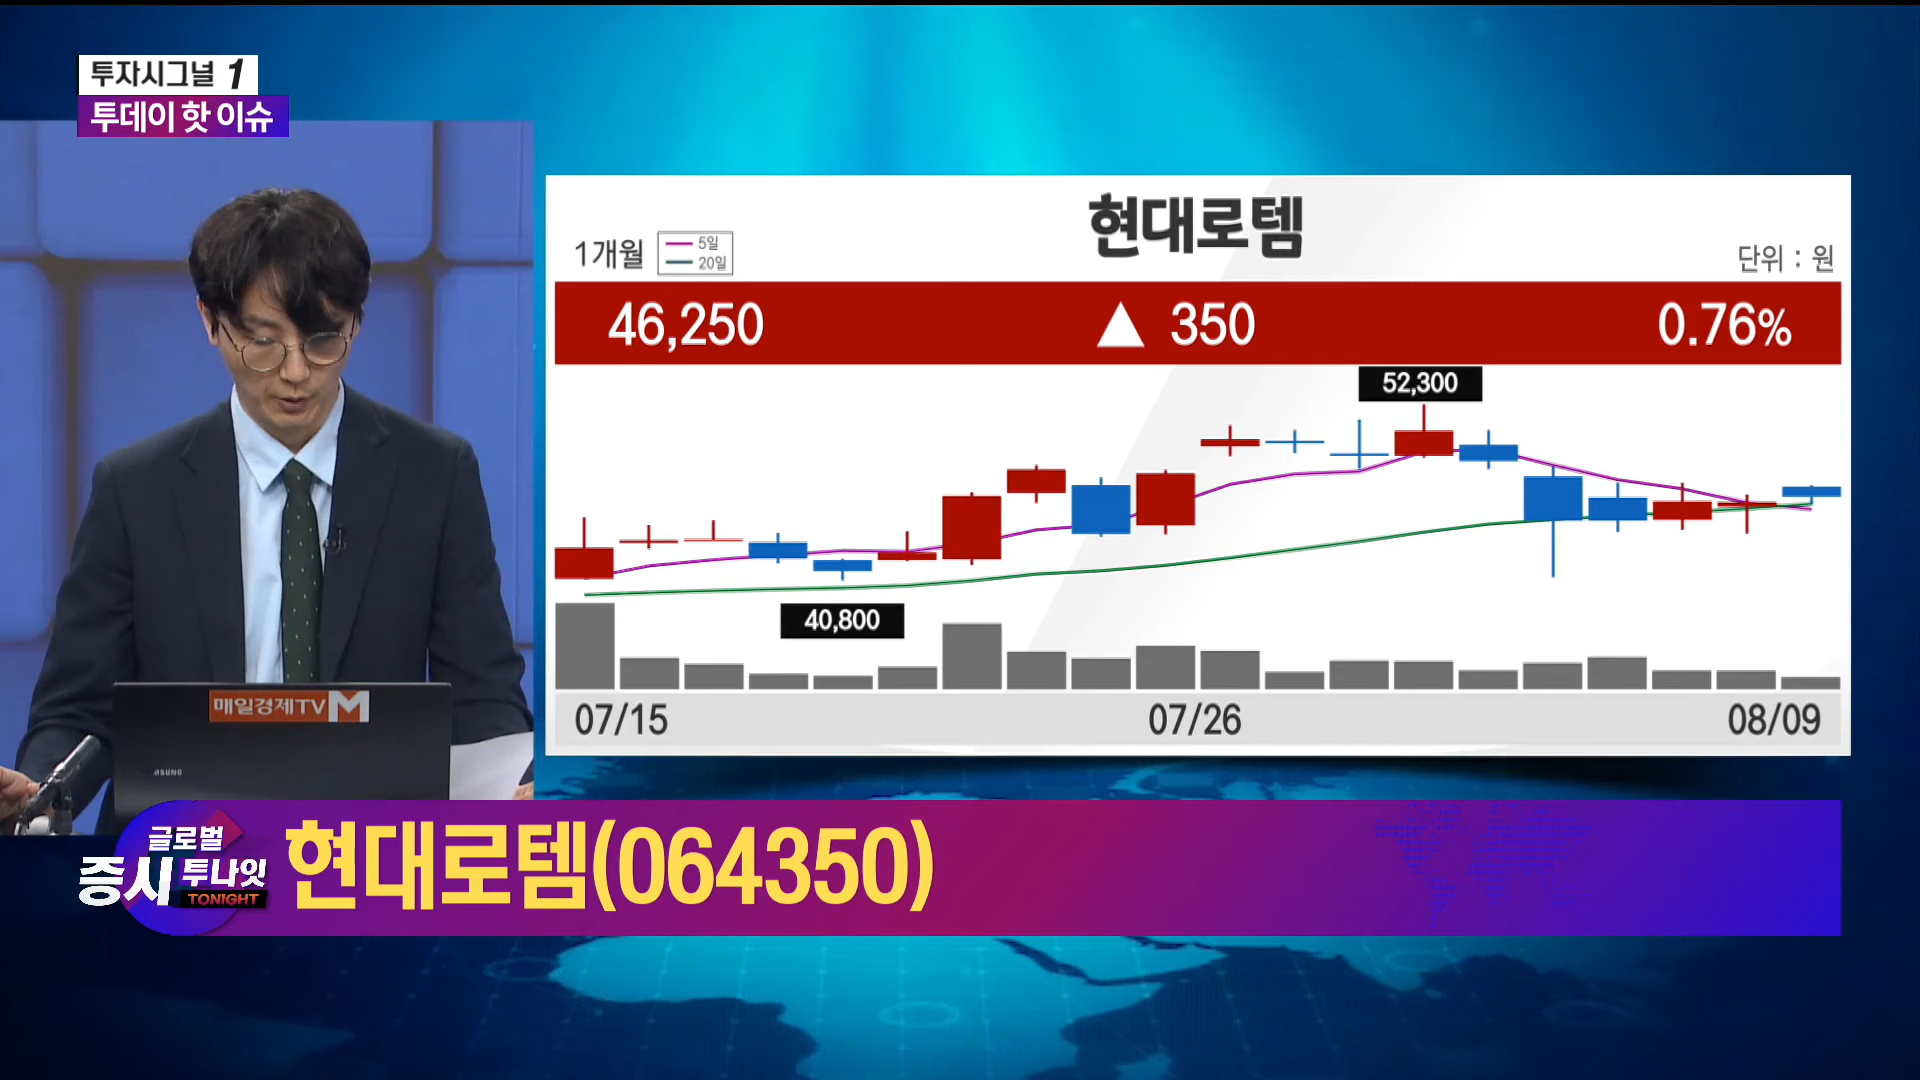 투자시그널 1
투데이 핫 이슈
현대로템
1개월
5일
20일
단위 : 원
46,250 ▲ 350 0.76%
52,300
40,800
07/15 07/26 08/09
매일경제TV M
글로벌
증시 투나잇
TONIGHT
현대로템(064350)